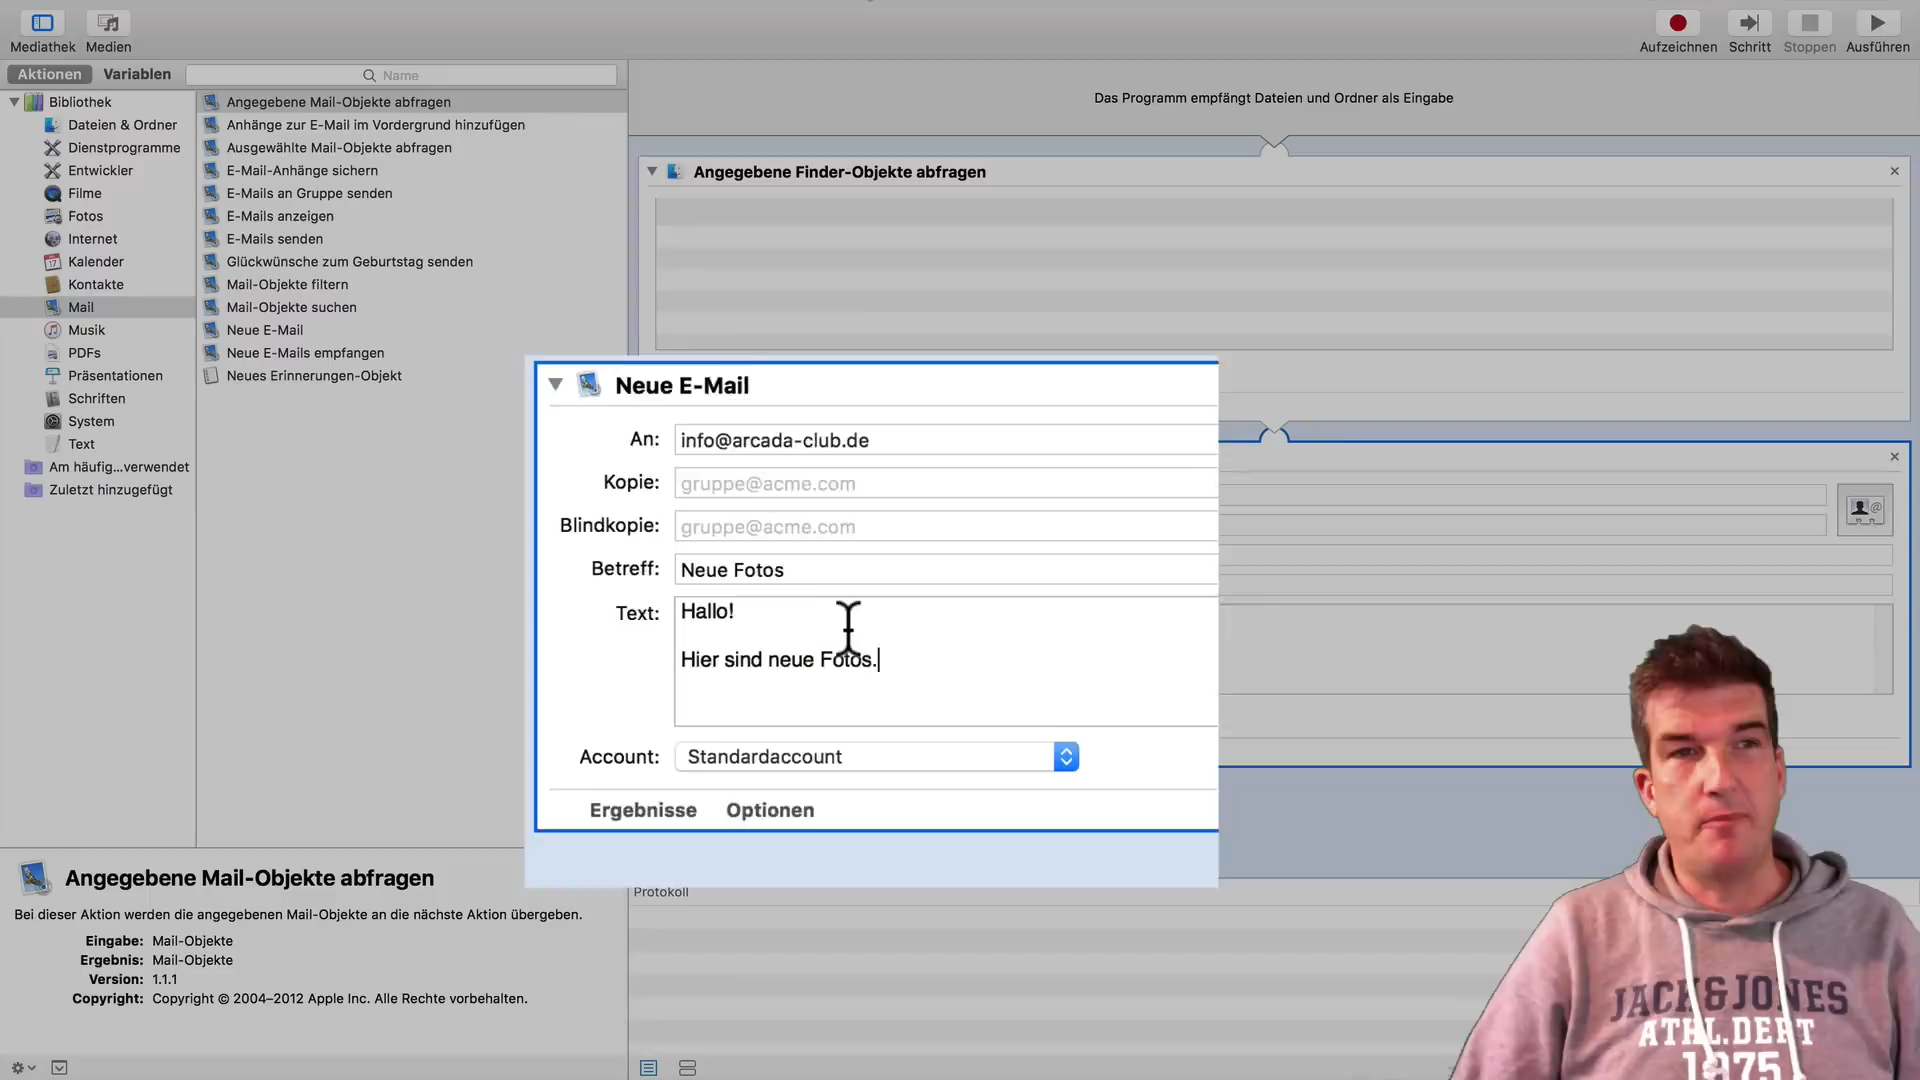 Mediathek
Medien
Aufzeichnen
Schritt
Stoppen
Ausführen
Aktionen
Variablen
Name
Bibliothek
Dateien & Ordner
Dienstprogramme
Entwickler
Filme
Fotos
Internet
Kalender
Kontakte
Mail
Musik
PDFs
Präsentationen
Schriften
System
Text
Am häufig...verwendet
Zuletzt hinzugefügt
Angegebene Mail-Objekte abfragen
Anhänge zur E-Mail im Vordergrund hinzufügen
Ausgewählte Mail-Objekte abfragen
E-Mail-Anhänge sichern
E-Mails an Gruppe senden
E-Mails anzeigen
E-Mails senden
Glückwünsche zum Geburtstag senden
Mail-Objekte filtern
Mail-Objekte suchen
Neue E-Mail
Neue E-Mails empfangen
Neues Erinnerungen-Objekt
Das Programm empfängt Dateien und Ordner als Eingabe
Angegebene Finder-Objekte abfragen
Neue E-Mail
An: info@arcada-club.de
Kopie: gruppe@acme.com
Blindkopie: gruppe@acme.com
Betreff: Neue Fotos
Text: Hallo!
Hier sind neue Fotos.
Account: Standardaccount
Ergebnisse Optionen
Angegebene Mail-Objekte abfragen
Bei dieser Aktion werden die angegebenen Mail-Objekte an die nächste Aktion übergeben.
Eingabe: Mail-Objekte
Ergebnis: Mail-Objekte
Version: 1.1.1
Copyright: Copyright © 2004–2012 Apple Inc. Alle Rechte vorbehalten.
Protokoll
JACK & JONES
ATHL.DEPT
1975